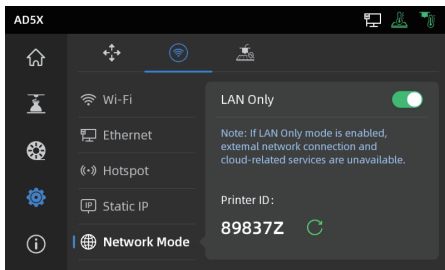 AD5X
Wi-Fi
Ethernet
Hotspot
IP Static IP
Network Mode
LAN Only
Note: If LAN Only mode is enabled,
external network connection and
cloud-related services are unavailable.
Printer ID:
89837Z